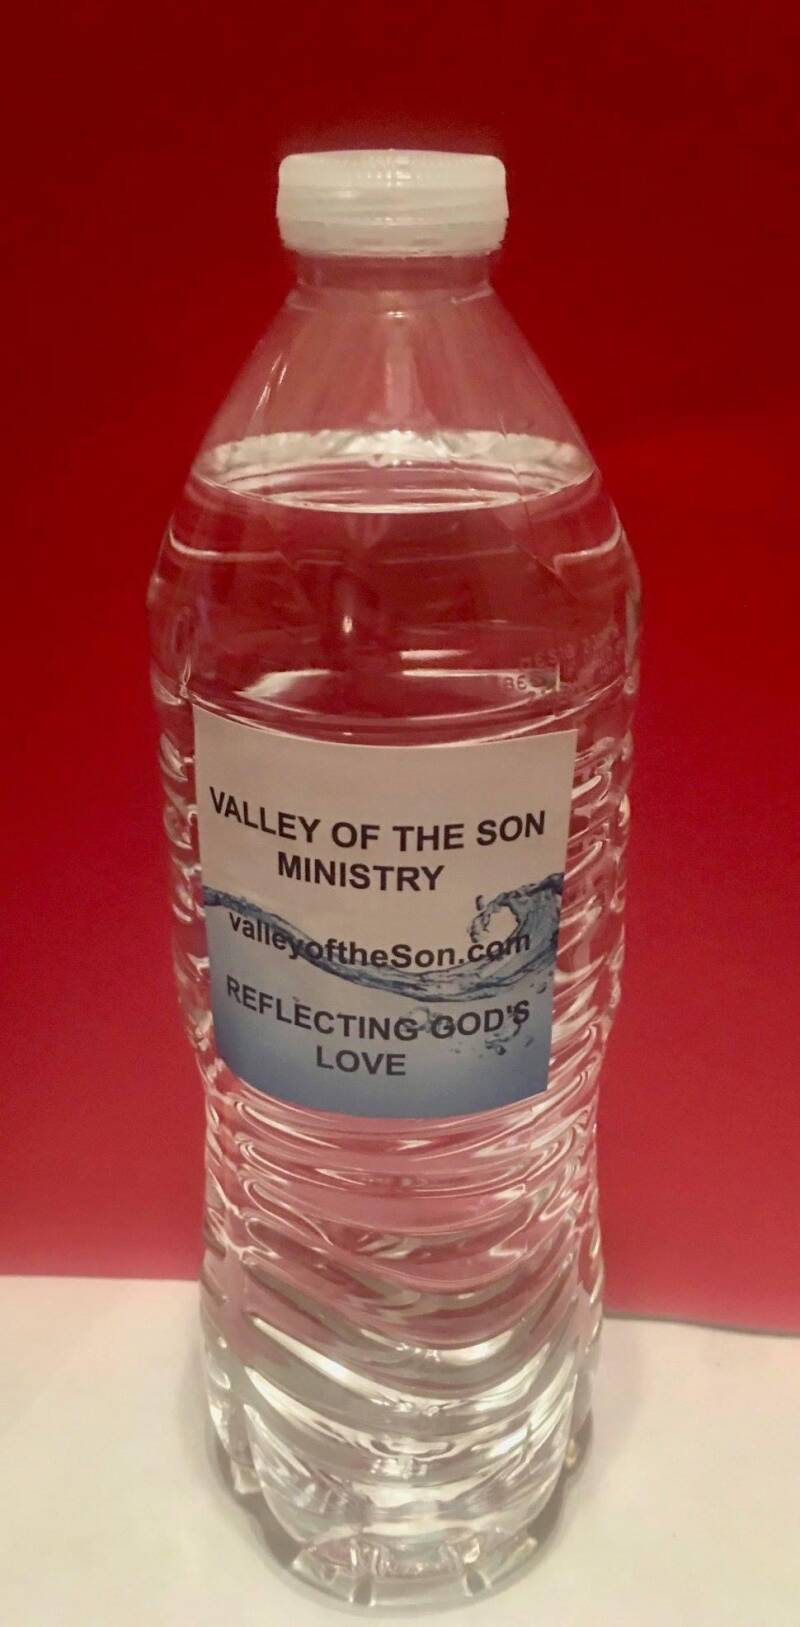 VALLEY OF THE SON
MINISTRY
valleyoftheSon.com
REFLECTING GOD'S
LOVE